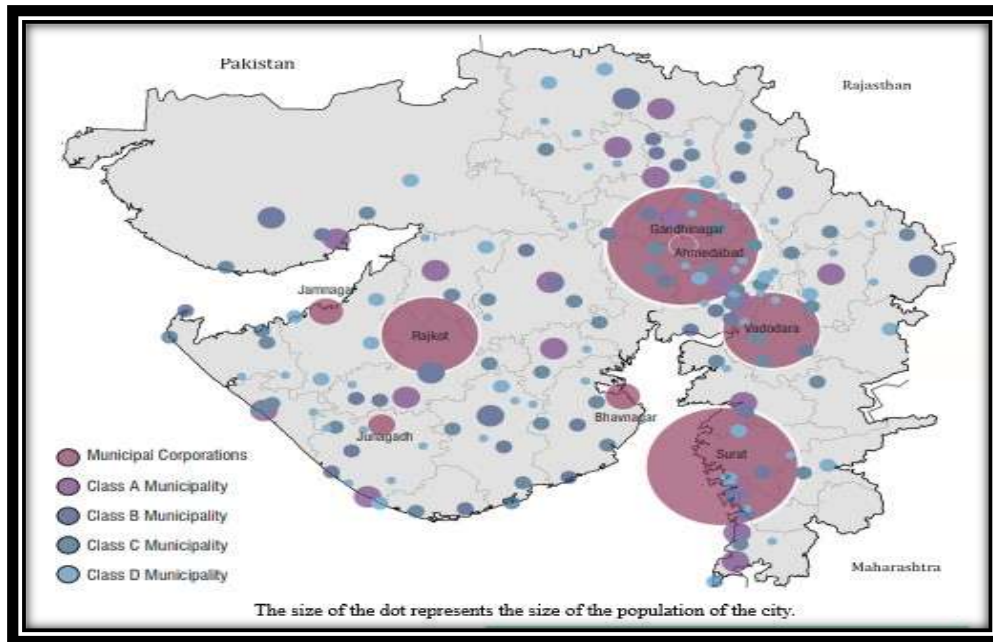 Pakistan
Rajasthan
Gandhinagar
Ahmedabad
Jamnagar
Rajkot
Vadodara
Bhavnagar
Junagadh
Surat
Municipal Corporations
Class A Municipality
Class B Municipality
Class C Municipality
Class D Municipality
Maharashtra
The size of the dot represents the size of the population of the city.